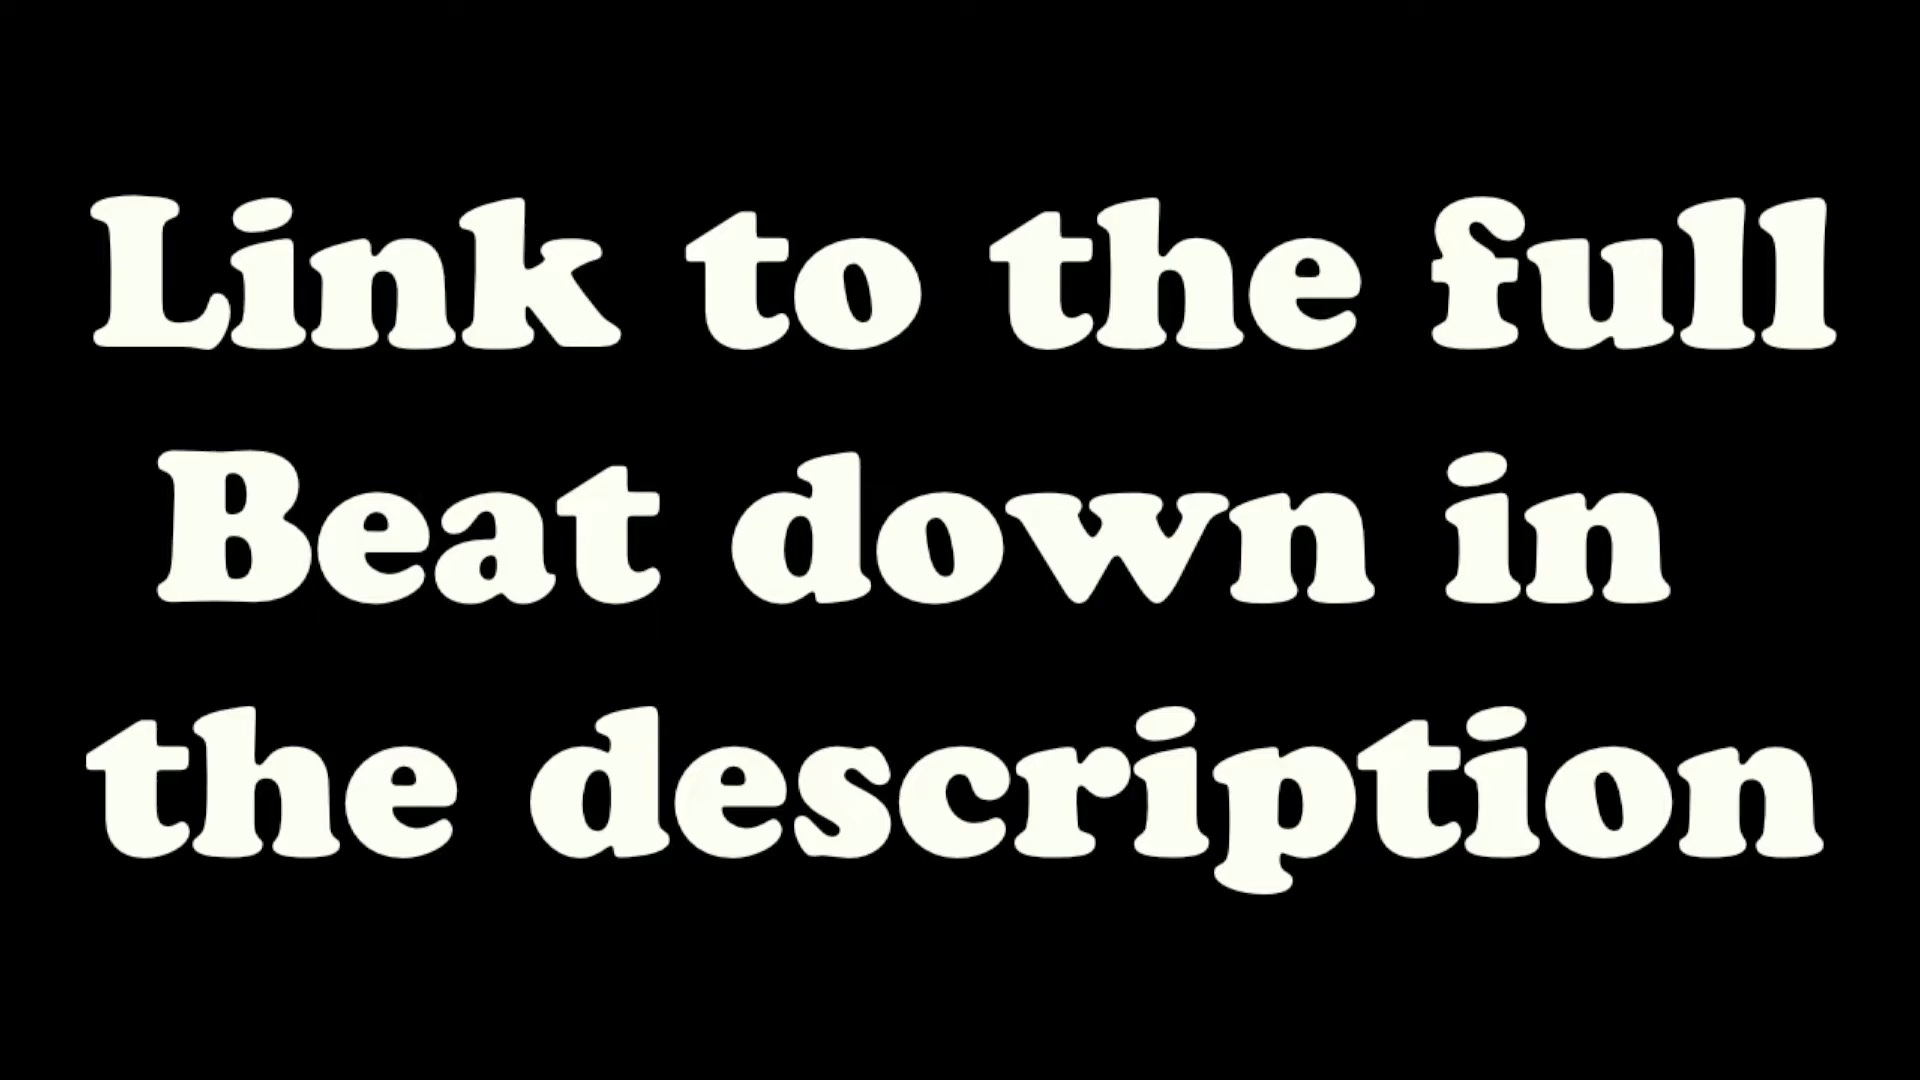 Link to the full
Beat down in
the description